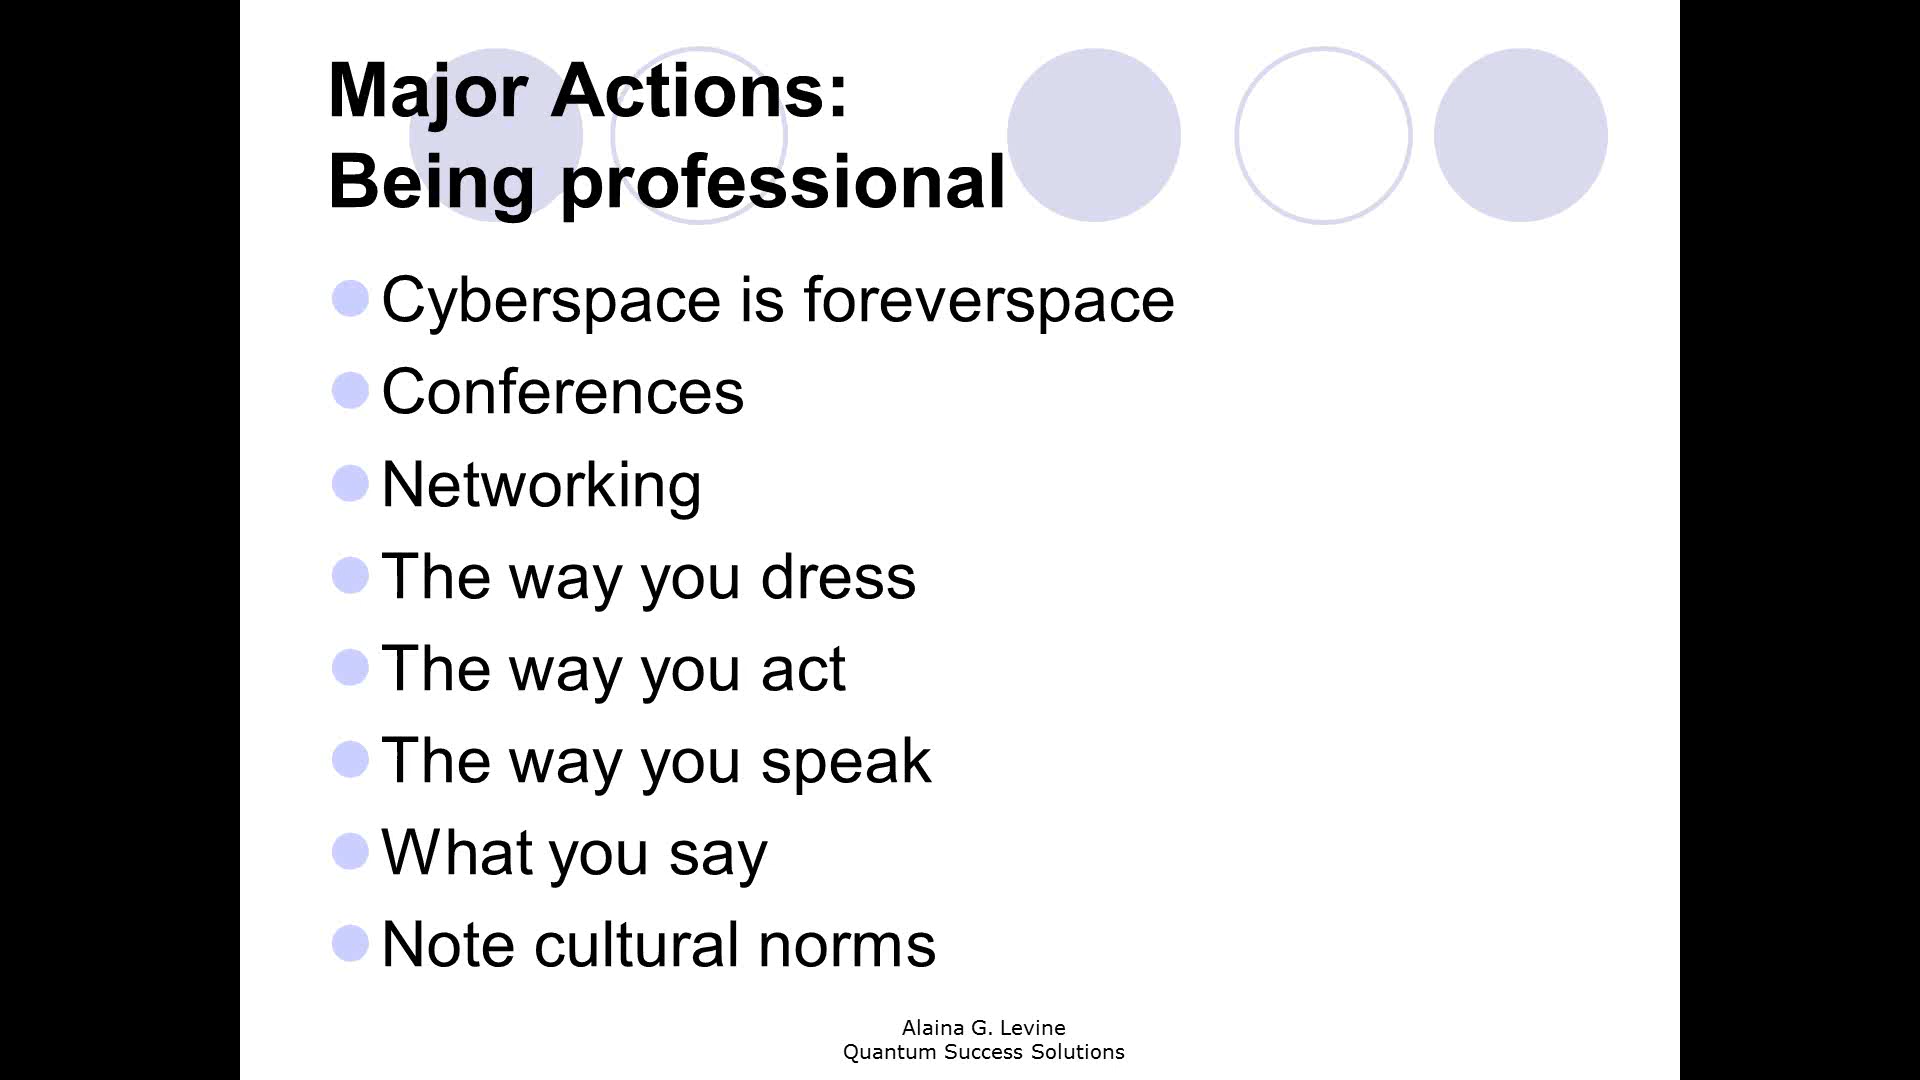 Major Actions:
Being professional
Cyberspace is foreverspace
Conferences
Networking
The way you dress
The way you act
The way you speak
What you say
Note cultural norms
Alaina G. Levine
Quantum Success Solutions